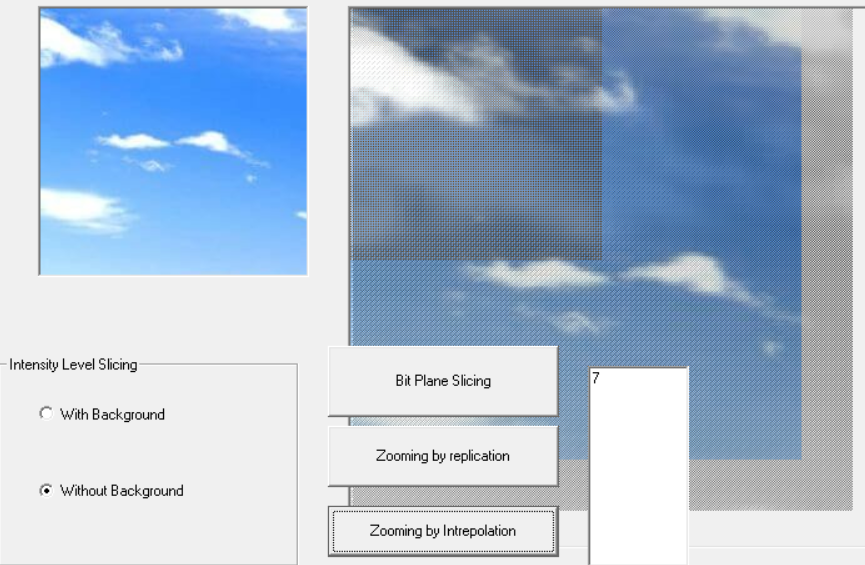 Intensity Level Slicing
With Background
Without Background
Bit Plane Slicing
Zooming by replication
Zooming by Intrepolation
7